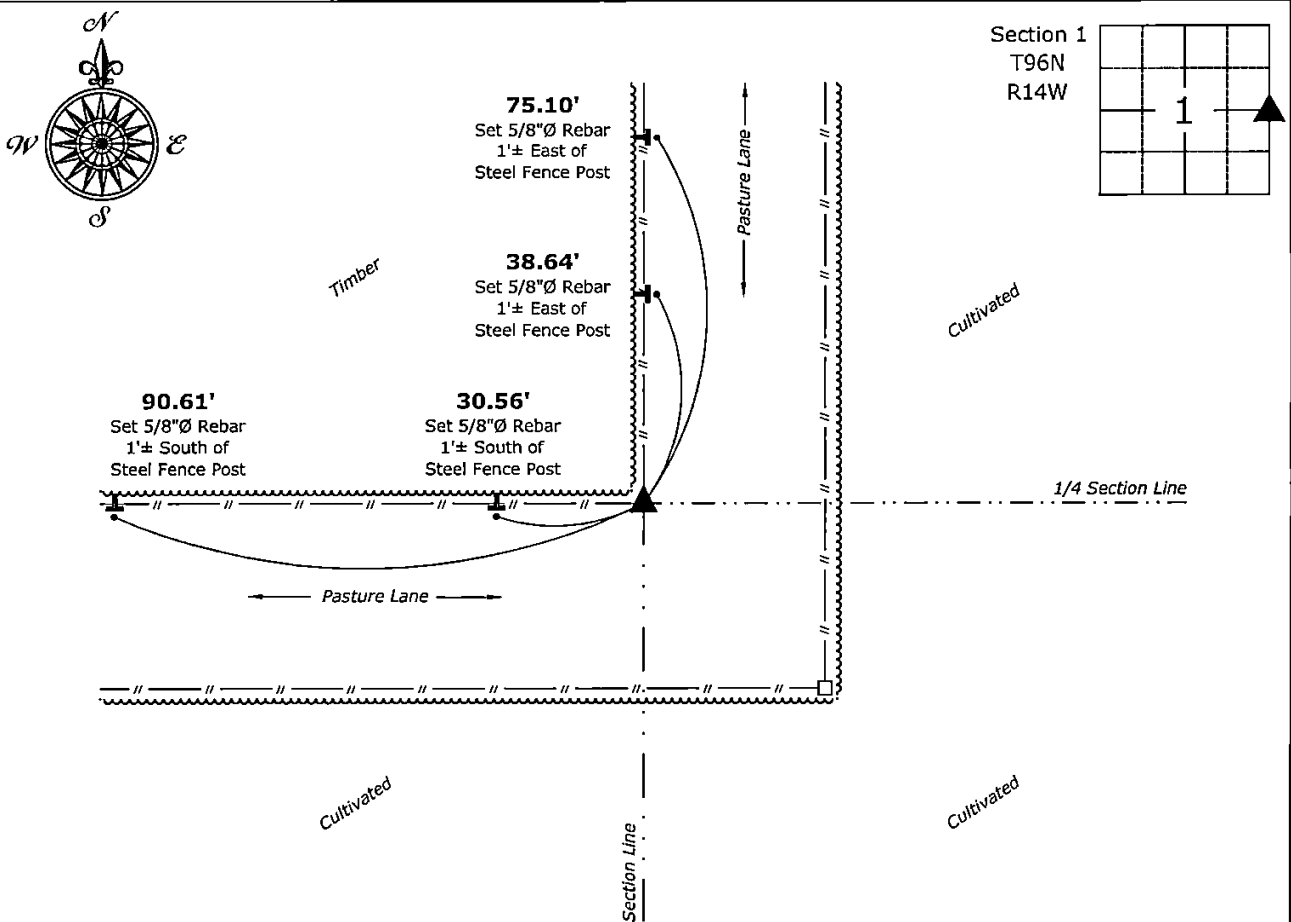 N
W
E
S
Section 1
T96N
R14W
1
75.10'
Set 5/8"Ø Rebar
1'± East of
Steel Fence Post
Pasture Lane
38.64'
Set 5/8"Ø Rebar
1'± East of
Steel Fence Post
Timber
Cultivated
90.61'
Set 5/8"Ø Rebar
1'± South of
Steel Fence Post
30.56'
Set 5/8"Ø Rebar
1'± South of
Steel Fence Post
1/4 Section Line
Pasture Lane
Cultivated
Section Line
Cultivated